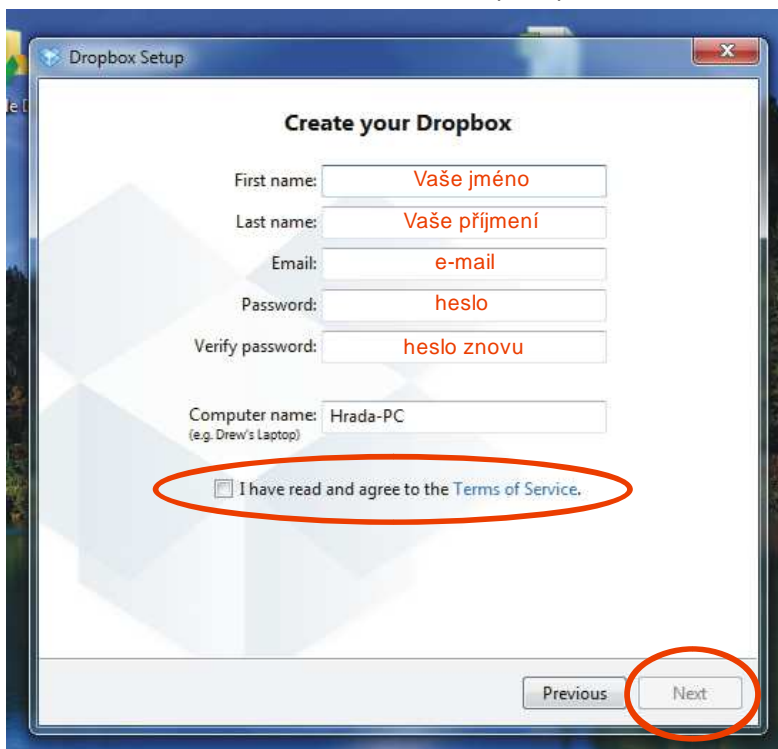 Dropbox Setup
Create your Dropbox
First name: Vaše jméno
Last name: Vaše příjmení
Email: e-mail
Password: heslo
Verify password: heslo znovu
Computer name: Hrada-PC
(e.g. Drew's Laptop)
I have read and agree to the Terms of Service.
Previous Next